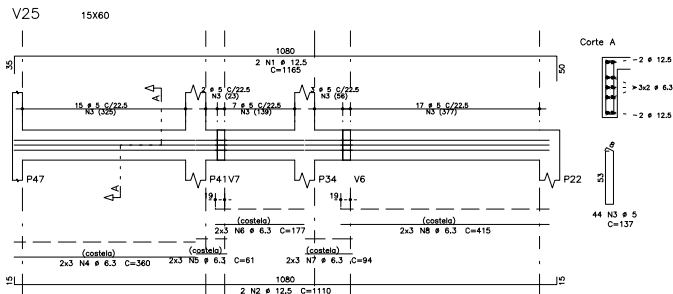 V25 15X60
Corte A
1080
2 N1 ø 12.5
C=1165
35
50
2 ø 12.5
3x2 ø 6.3
2 ø 12.5
15 ø 5 C/22.5
N3 (325)
2 ø 5 C/22.5
N3 (23)
7 ø 5 C/22.5
N3 (139)
3 ø 5 C/22.5
N3 (56)
17 ø 5 C/22.5
N3 (377)
A
A
P47
P41 V7
P34
V6
P22
8
53
44 N3 ø 5
C=137
19
19
(costela)
2x3 N6 ø 6.3 C=177
(costela)
2x3 N8 ø 6.3 C=415
(costela)
2x3 N4 ø 6.3 C=360
(costela)
2x3 N5 ø 6.3 C=61
(costela)
2x3 N7 ø 6.3 C=94
15
1080
2 N2 ø 12.5 C=1110
15